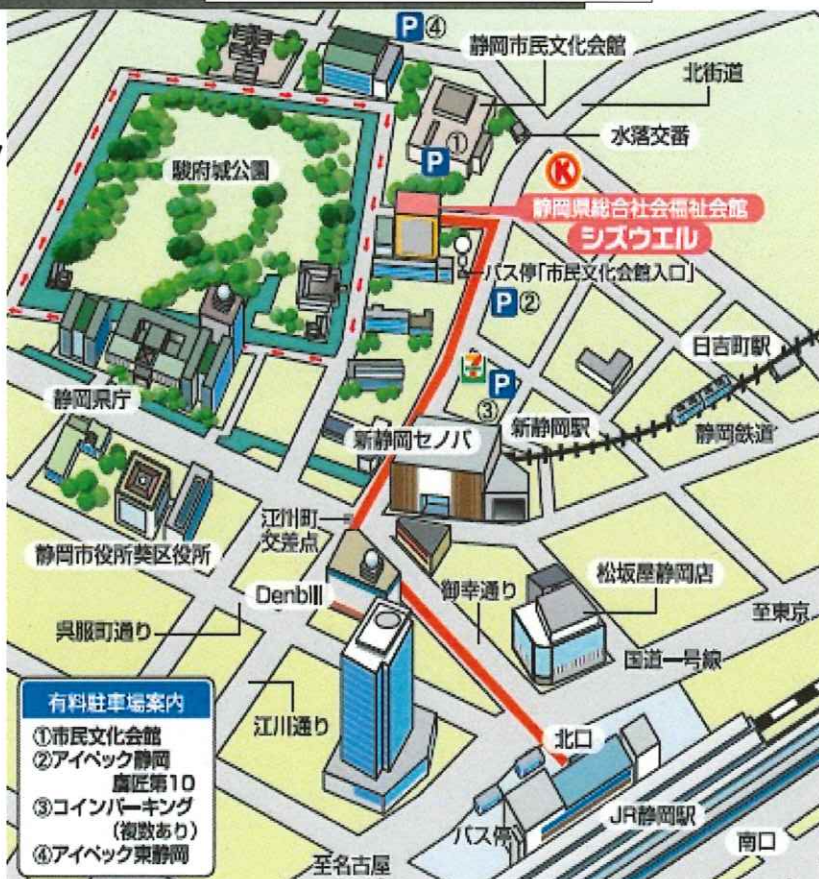 P④
静岡市民文化会館
北街道
水落交番
①
P
駿府城公園
K
静岡県総合社会福祉会館
シズウエル
バス停「市民文化会館入口」
P②
日吉町駅
7
P
③
静岡県庁
新静岡セノバ
新静岡駅
静岡鉄道
江川町
交差点
静岡市役所葵区役所
Denbill
御幸通り
松坂屋静岡店
至東京
呉服町通り
国道一号線
有料駐車場案内
①市民文化会館
②アイペック静岡
鷹匠第10
③コインパーキング
(複数あり)
④アイペック東静岡
江川通り
北口
バス停
JR静岡駅
南口
至名古屋